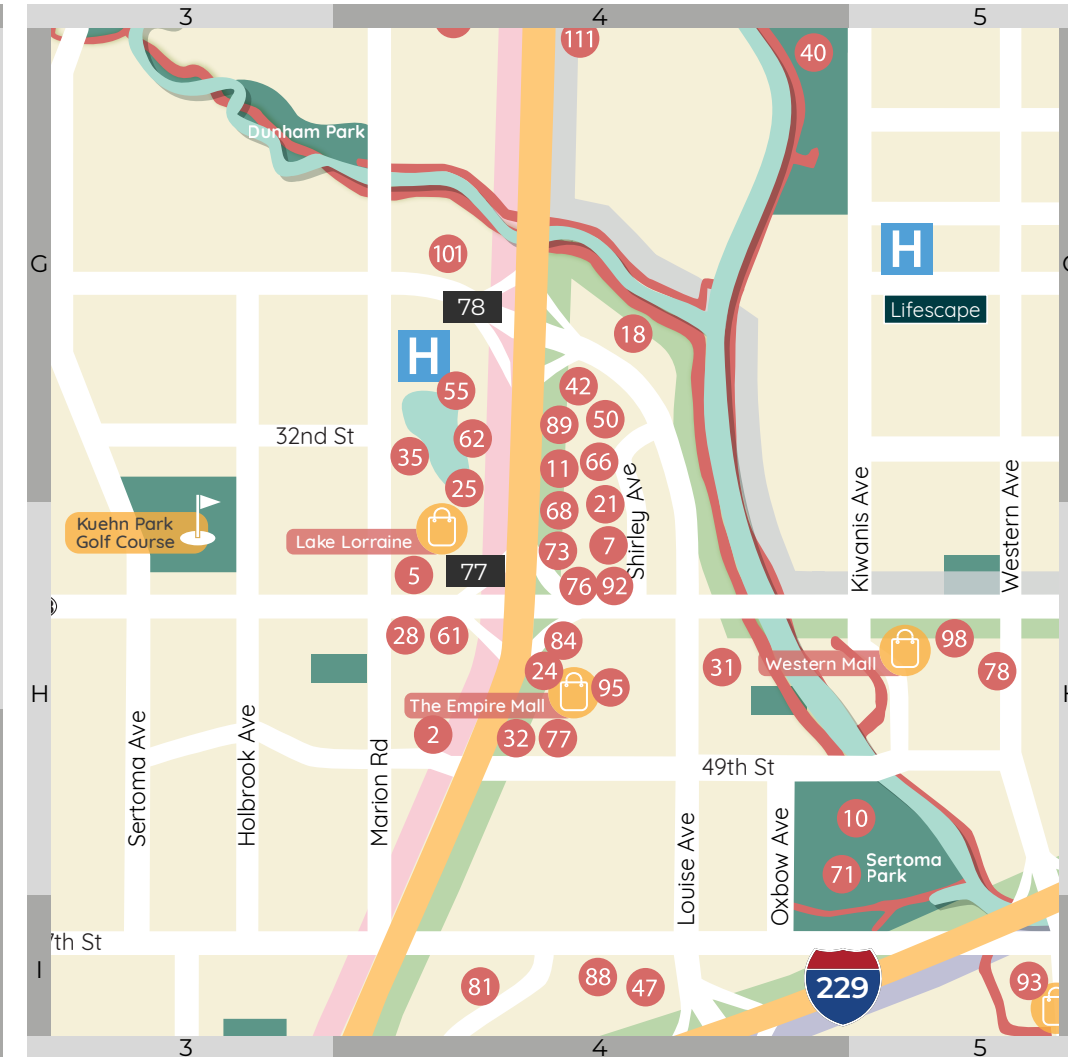 3
4
5
111
40
Dunham Park
G
101
H
78
Lifescape
18
H
55
42
50
89
32nd St
62
35
11
66
25
21
68
Shirley Ave
Kiwanis Ave
Western Ave
Kuehn Park
Golf Course
Lake Lorraine
73
7
5
77
76
92
28
61
84
98
31
Western Mall
78
24
95
H
The Empire Mall
2
32
77
49th St
Sertoma Ave
Holbrook Ave
Marion Rd
Louise Ave
Oxbow Ave
10
71
Sertoma
Park
7th St
I
81
88
47
229
93
3
4
5